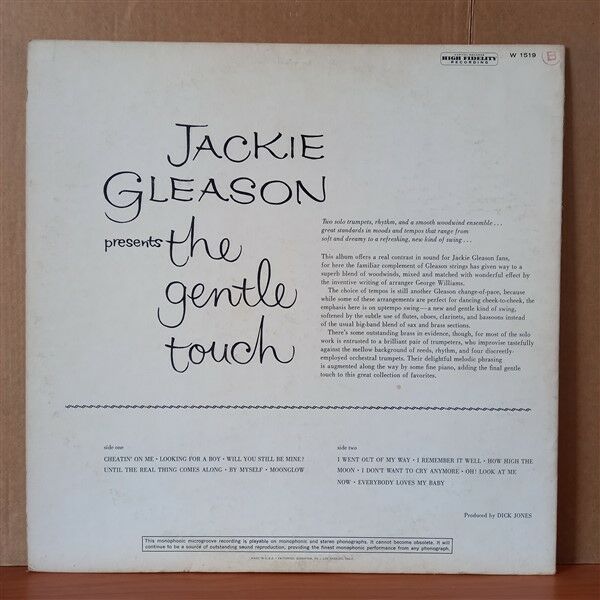 CAPITOL RECORDS
HIGH FIDELITY
RECORDING
W 1519
E
JACKIE
GLEASON
presents the
gentle
touch
Two solo trumpets, rhythm, and a smooth woodwind ensemble...
great standards in moods and tempos that range from
soft and dreamy to a refreshing, new kind of swing...
This album offers a real contrast in sound for Jackie Gleason fans,
for here the familiar complement of Gleason strings has given way to a
superb blend of woodwinds, mixed and matched with wonderful effect by
the inventive writing of arranger George Williams.
The choice of tempos is still another Gleason change-of-pace, because
while some of these arrangements are perfect for dancing cheek-to-cheek, the
emphasis here is on uptempo swing—a new and gentle kind of swing,
softened by the subtle use of flutes, oboes, clarinets, and bassoons instead
of the usual big-band blend of sax and brass sections.
There's some outstanding brass in evidence, though, for most of the solo
work is entrusted to a brilliant pair of trumpeters, who improvise tastefully
against the mellow background of reeds, rhythm, and four discreetly-
employed orchestral trumpets. Their delightful melodic phrasing
is augmented along the way by some fine piano, adding the final gentle
touch to this great collection of favorites.
side one
CHEATIN' ON ME • LOOKING FOR A BOY • WILL YOU STILL BE MINE?
UNTIL THE REAL THING COMES ALONG • BY MYSELF • MOONGLOW
side two
I WENT OUT OF MY WAY • I REMEMBER IT WELL • HOW HIGH THE
MOON • I DON'T WANT TO CRY ANYMORE • OH! LOOK AT ME
NOW • EVERYBODY LOVES MY BABY
Produced by DICK JONES
This monophonic microgroove recording is playable on monophonic and stereo phonographs. It cannot become obsolete. It will
continue to be a source of outstanding sound reproduction, providing the finest monophonic performance from any phonograph.